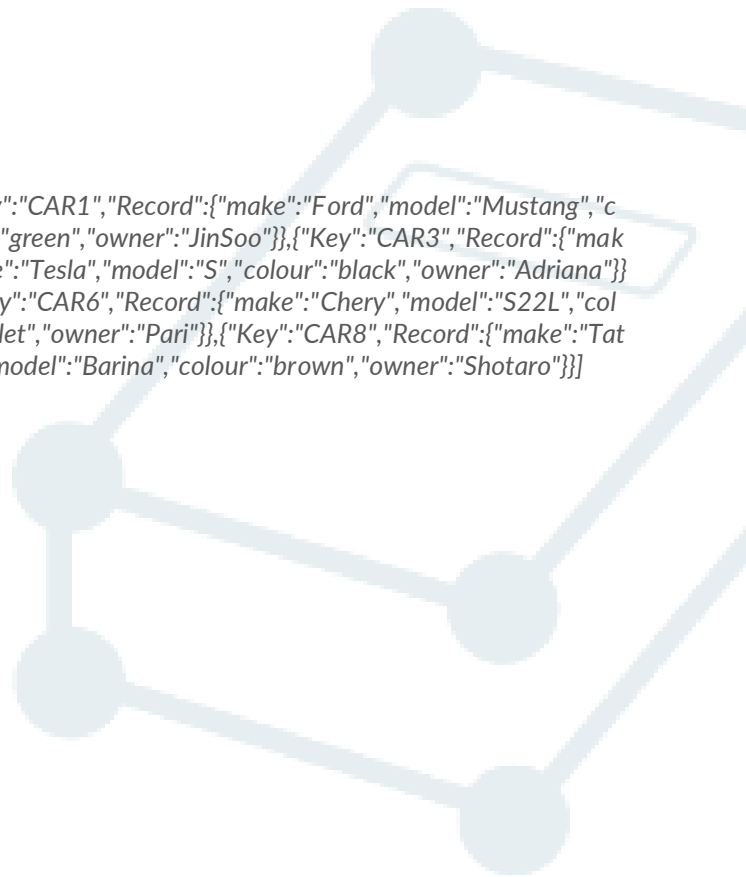 y":"CAR1","Record":{"make":"Ford","model":"Mustang","c
"green","owner":"JinSoo"}},{"Key":"CAR3","Record":{"mak
e":"Tesla","model":"S","colour":"black","owner":"Adriana"}}
y":"CAR6","Record":{"make":"Chery","model":"S22L","col
let","owner":"Pari"}},{"Key":"CAR8","Record":{"make":"Tat
model":"Barina","colour":"brown","owner":"Shotaro"}}]